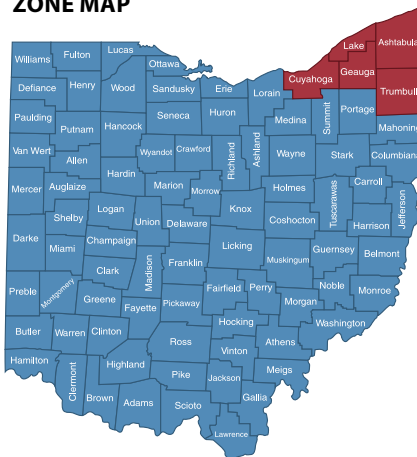 ZONE MAP
Lake
Ashtabula
Cuyahoga
Geauga
Trumbull
Williams
Fulton
Lucas
Ottawa
Defiance
Henry
Wood
Sandusky
Erie
Lorain
Medina
Summit
Portage
Mahoning
Paulding
Putnam
Hancock
Seneca
Huron
Ashland
Richland
Wayne
Stark
Columbiana
Van Wert
Allen
Wyandot
Crawford
Hardin
Marion
Morrow
Holmes
Tuscarawas
Carroll
Jefferson
Mercer
Auglaize
Logan
Union
Delaware
Knox
Coshocton
Harrison
Shelby
Darke
Miami
Champaign
Madison
Franklin
Licking
Muskingum
Guernsey
Belmont
Clark
Preble
Montgomery
Greene
Fayette
Pickaway
Fairfield
Perry
Morgan
Noble
Monroe
Butler
Warren
Clinton
Ross
Hocking
Athens
Washington
Hamilton
Clermont
Brown
Highland
Adams
Pike
Scioto
Jackson
Vinton
Gallia
Meigs
Lawrence